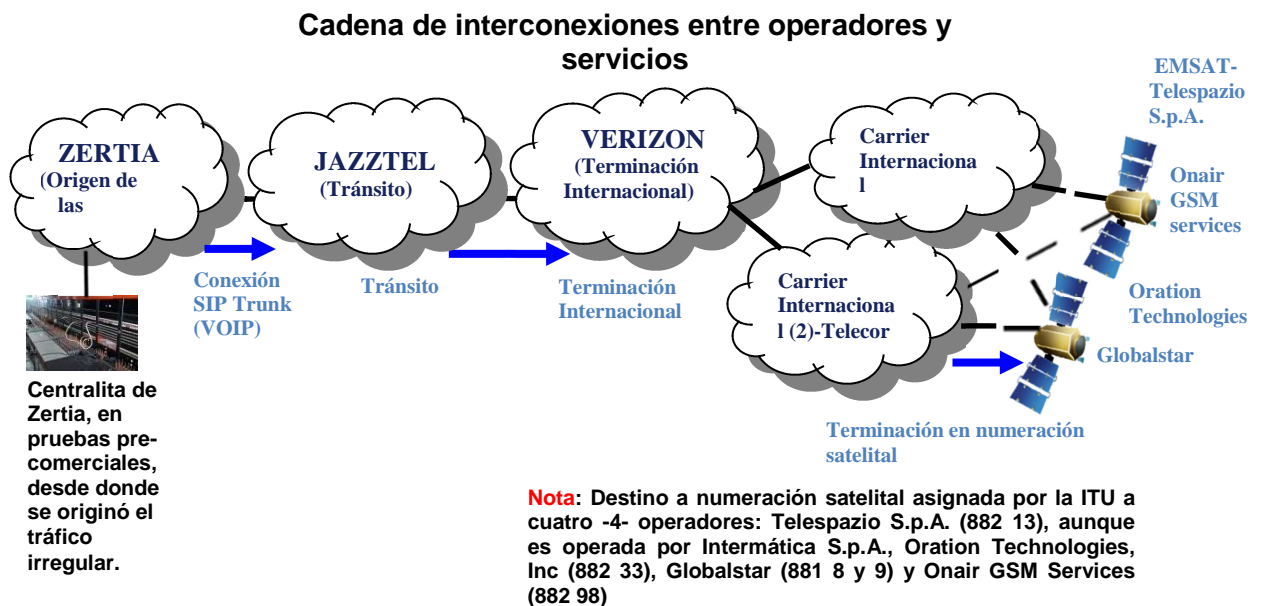 Cadena de interconexiones entre operadores y
servicios
ZERTIA
(Origen de
las
JAZZTEL
(Tránsito)
VERIZON
(Terminación
Internacional)
Carrier
Internaciona
l
Carrier
Internaciona
l (2)-Telecor
EMSAT-
Telespazio
S.p.A.
Onair
GSM
services
Oration
Technologies
Globalstar
Conexión
SIP Trunk
(VOIP)
Tránsito
Terminación
Internacional
Terminación en numeración
satelital
Centralita de
Zertia, en
pruebas pre-
comerciales,
desde donde
se originó el
tráfico
irregular.
Nota: Destino a numeración satelital asignada por la ITU a
cuatro -4- operadores: Telespazio S.p.A. (882 13), aunque
es operada por Intermática S.p.A., Oration Technologies,
Inc (882 33), Globalstar (881 8 y 9) y Onair GSM Services
(882 98)